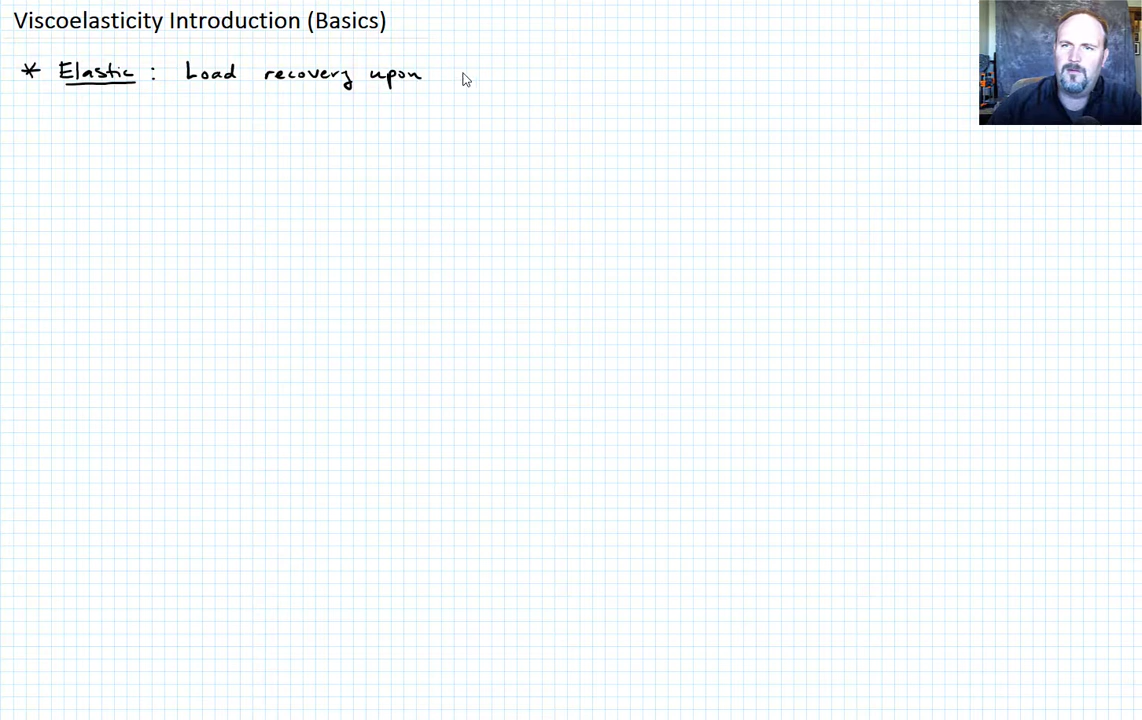 Viscoelasticity Introduction (Basics)
* Elastic : Load recovery upon